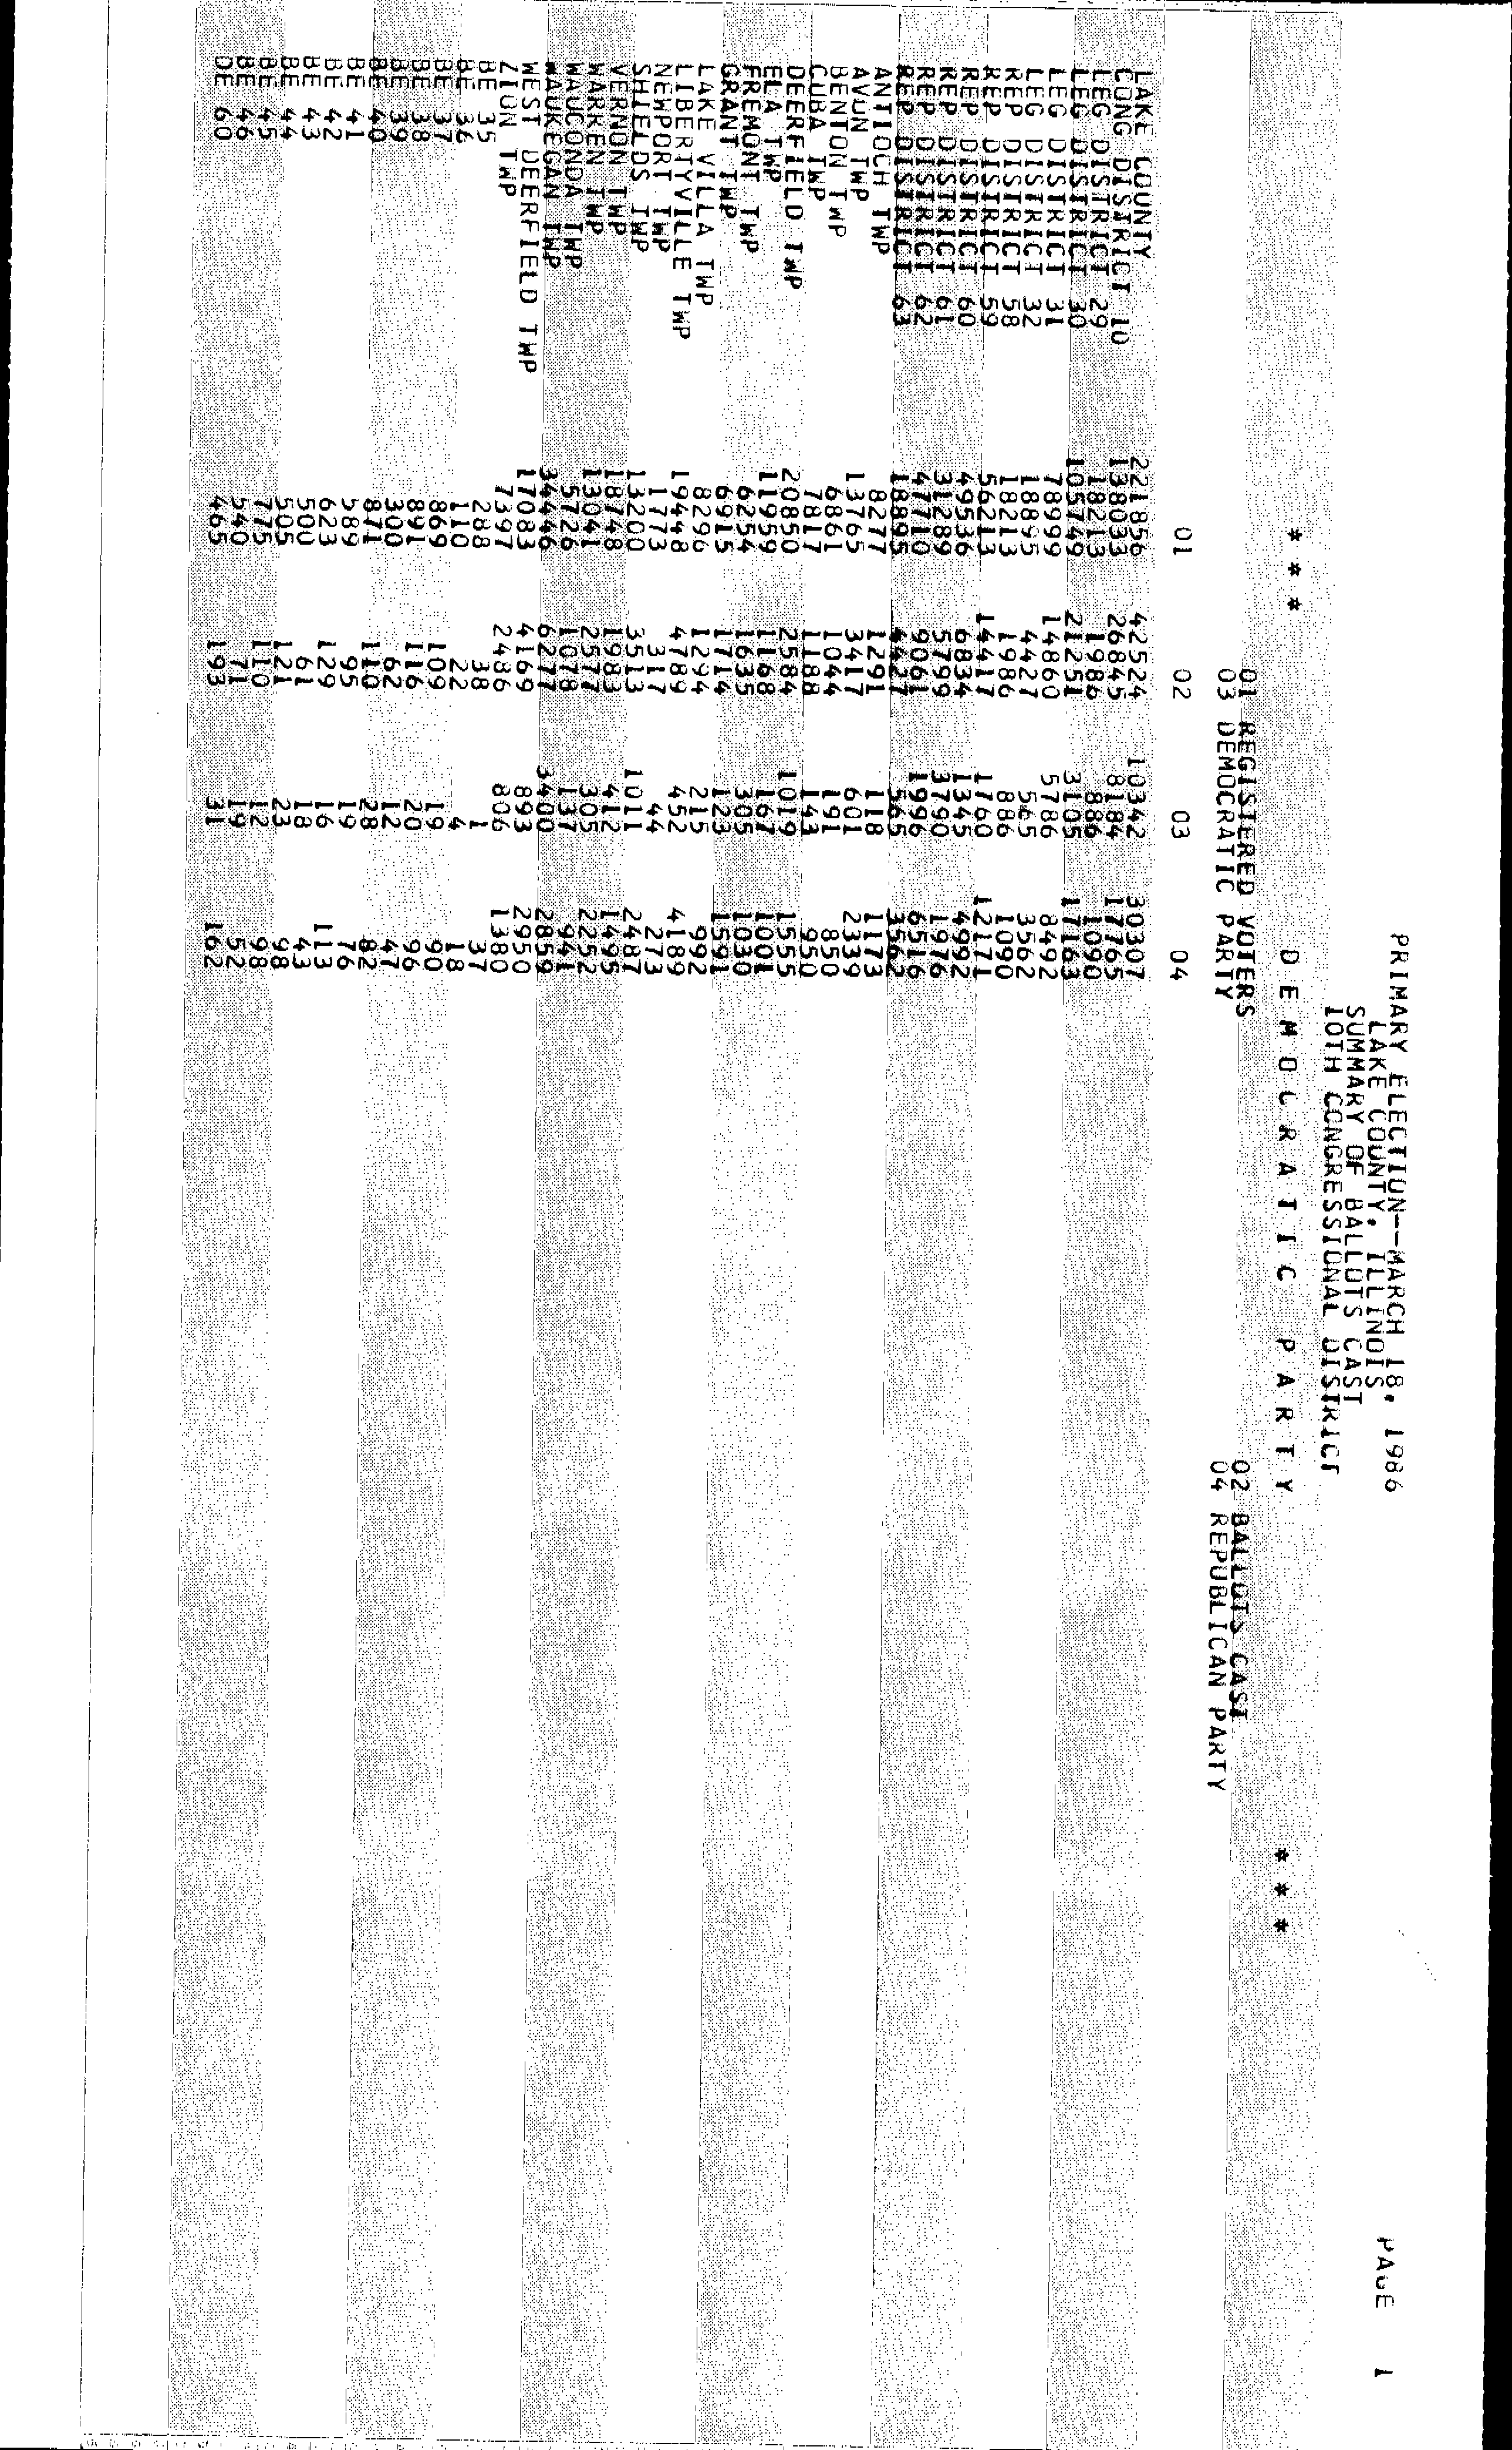 PRIMARY ELECTION--MARCH 18, 1986 PAGE 1
LAKE COUNTY, ILLINOIS
SUMMARY OF BALLOTS CAST
10TH CONGRESSIONAL DISTRICT
* * * D E M O C R A T I C P A R T Y * * *
01 REGISTERED VOTERS 02 BALLOTS CAST
03 DEMOCRATIC PARTY 04 REPUBLICAN PARTY
01 02 03 04
LAKE COUNTY 221856 42524 10342 30307
CONG DISTRICT 10 138033 26845 8184 17765
LEG DISTRICT 29 18213 1986 886 1090
LEG DISTRICT 30 105749 21251 3105 17163
LEG DISTRICT 31 78999 14860 5786 8492
LEG DISTRICT 32 18895 4427 565 3562
REP DISTRICT 58 18213 1986 886 1090
REP DISTRICT 59 56213 14417 1760 12171
REP DISTRICT 60 49536 6834 1345 4992
REP DISTRICT 61 31289 5799 3790 1976
REP DISTRICT 62 47710 9061 1996 6516
REP DISTRICT 63 18895 4427 565 3562
ANTIOCH TWP 8277 1291 118 1173
AVON TWP 13765 3417 601 2339
BENTON TWP 6861 1044 191 850
CUBA TWP 7817 1188 143 950
DEERFIELD TWP 20850 2584 1019 1555
ELA TWP 11959 1168 167 1001
FREMONT TWP 6254 1635 305 1030
GRANT TWP 6915 1714 123 1591
LAKE VILLA TWP 8296 1294 215 992
LIBERTYVILLE TWP 19448 4789 452 4189
NEWPORT TWP 1773 317 44 273
SHIELDS TWP 13200 3513 1011 2487
VERNON TWP 18748 1983 412 1495
WARREN TWP 13041 2577 305 2252
WAUCONDA TWP 5726 1078 137 941
WAUKEGAN TWP 34446 6277 3400 2859
WEST DEERFIELD TWP 17083 4169 893 2950
ZION TWP 7397 2486 806 1380
BE 35 288 38 1 37
BE 36 110 22 4 18
BE 37 869 109 19 90
BE 38 891 116 20 96
BE 39 300 62 12 47
BE 40 871 110 28 82
BE 41 589 95 19 76
BE 42 623 129 16 113
BE 43 500 61 18 43
BE 44 505 121 23 98
BE 45 775 110 12 98
BE 46 540 71 19 52
DE 60 465 193 31 162